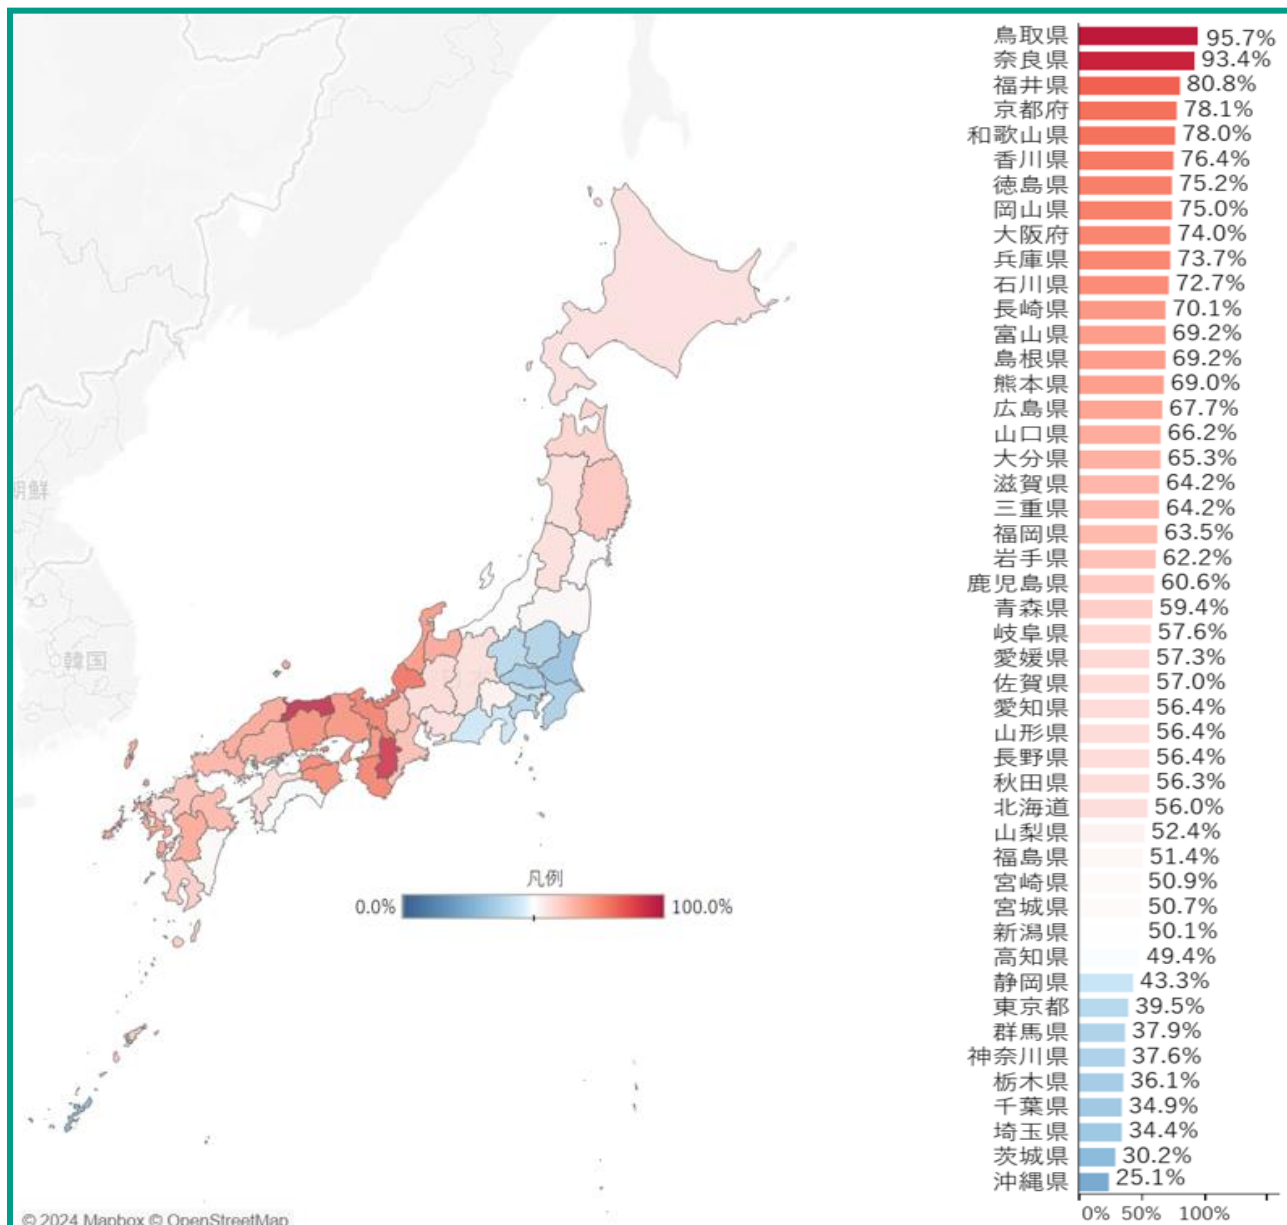 鳥取県 95.7%
奈良県 93.4%
福井県 80.8%
京都府 78.1%
和歌山県 78.0%
香川県 76.4%
徳島県 75.2%
岡山県 75.0%
大阪府 74.0%
兵庫県 73.7%
石川県 72.7%
長崎県 70.1%
富山県 69.2%
島根県 69.2%
熊本県 69.0%
広島県 67.7%
山口県 66.2%
大分県 65.3%
滋賀県 64.2%
三重県 64.2%
福岡県 63.5%
岩手県 62.2%
鹿児島県 60.6%
青森県 59.4%
岐阜県 57.6%
愛媛県 57.3%
佐賀県 57.0%
愛知県 56.4%
山形県 56.4%
長野県 56.4%
秋田県 56.3%
北海道 56.0%
山梨県 52.4%
福島県 51.4%
宮崎県 50.9%
宮城県 50.7%
新潟県 50.1%
高知県 49.4%
静岡県 43.3%
東京都 39.5%
群馬県 37.9%
神奈川県 37.6%
栃木県 36.1%
千葉県 34.9%
埼玉県 34.4%
茨城県 30.2%
沖縄県 25.1%
0% 50% 100%
朝鮮
韓国
凡例
0.0% 100.0%
© 2024 Mapbox © OpenStreetMap